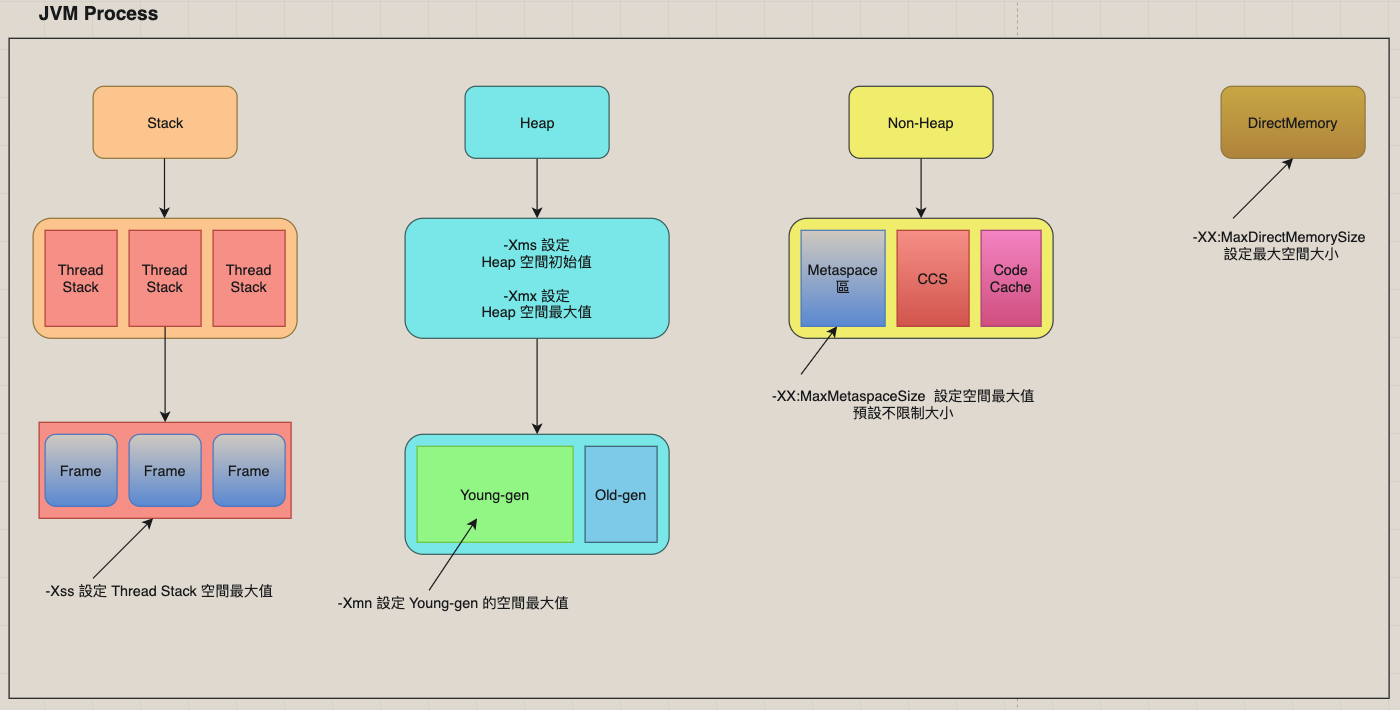 JVM Process
Stack
Heap
Non-Heap
DirectMemory
Thread
Stack
Thread
Stack
Thread
Stack
-Xms 設定
Heap 空間初始值
-Xmx 設定
Heap 空間最大值
Metaspace
區
CCS
Code
Cache
-XX:MaxDirectMemorySize
設定最大空間大小
-XX:MaxMetaspaceSize  設定空間最大值
預設不限制大小
Frame
Frame
Frame
Young-gen
Old-gen
-Xss 設定 Thread Stack 空間最大值
-Xmn 設定 Young-gen 的空間最大值